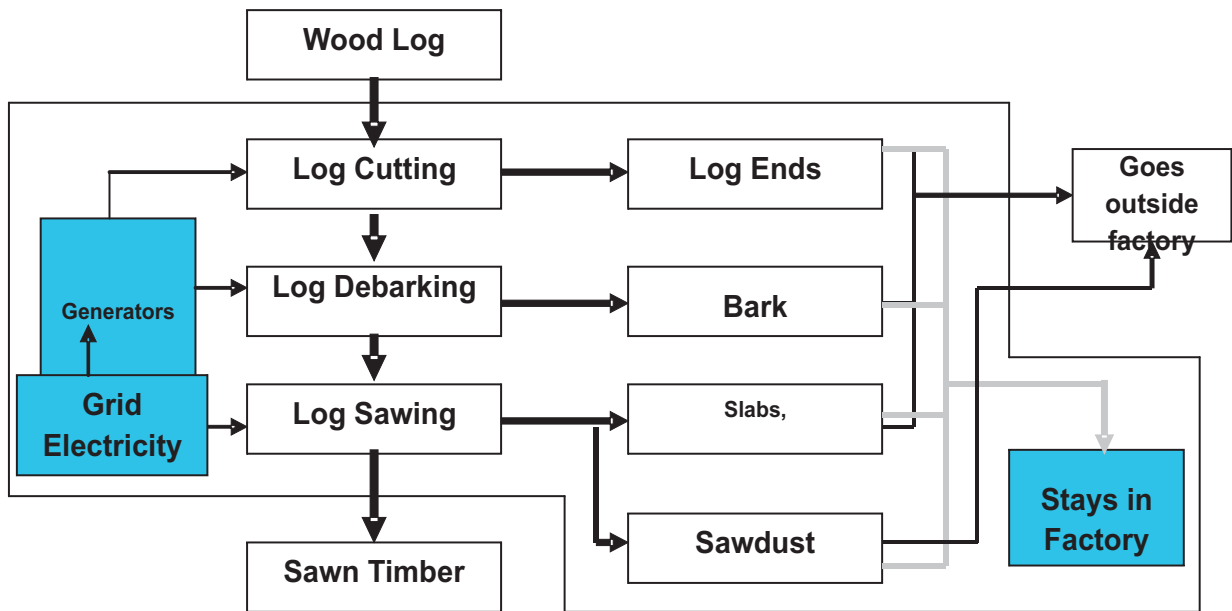 Wood Log
Log Cutting
Log Ends
Goes
outside
factory
Log Debarking
Bark
Generators
Grid
Electricity
Log Sawing
Slabs,
Stays in
Factory
Sawdust
Sawn Timber